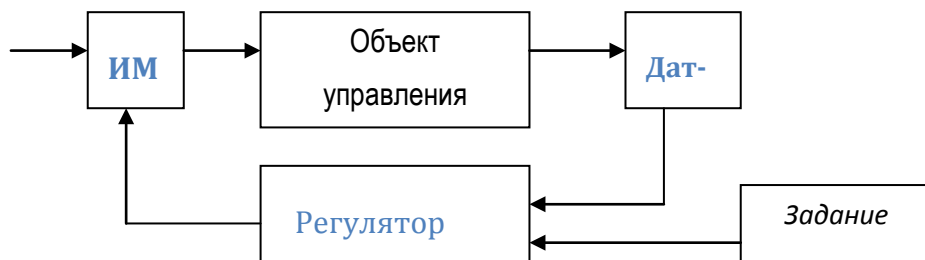 ИМ
Объект
управления
Дат-
Регулятор
Задание